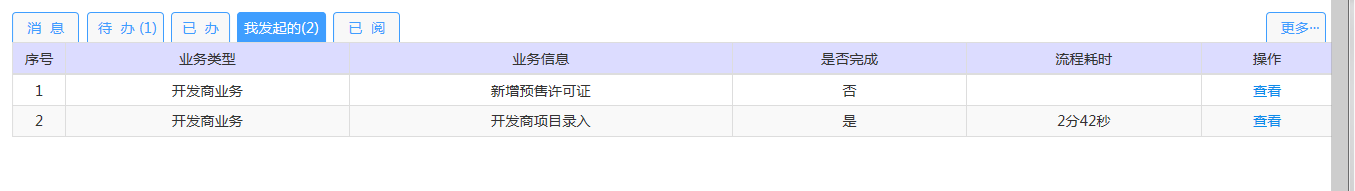 消 息 待 办 (1) 已 办 我发起的(2) 已 阅 更多···
序号 业务类型 业务信息 是否完成 流程耗时 操作
1 开发商业务 新增预售许可证 否 查看
2 开发商业务 开发商项目录入 是 2分42秒 查看